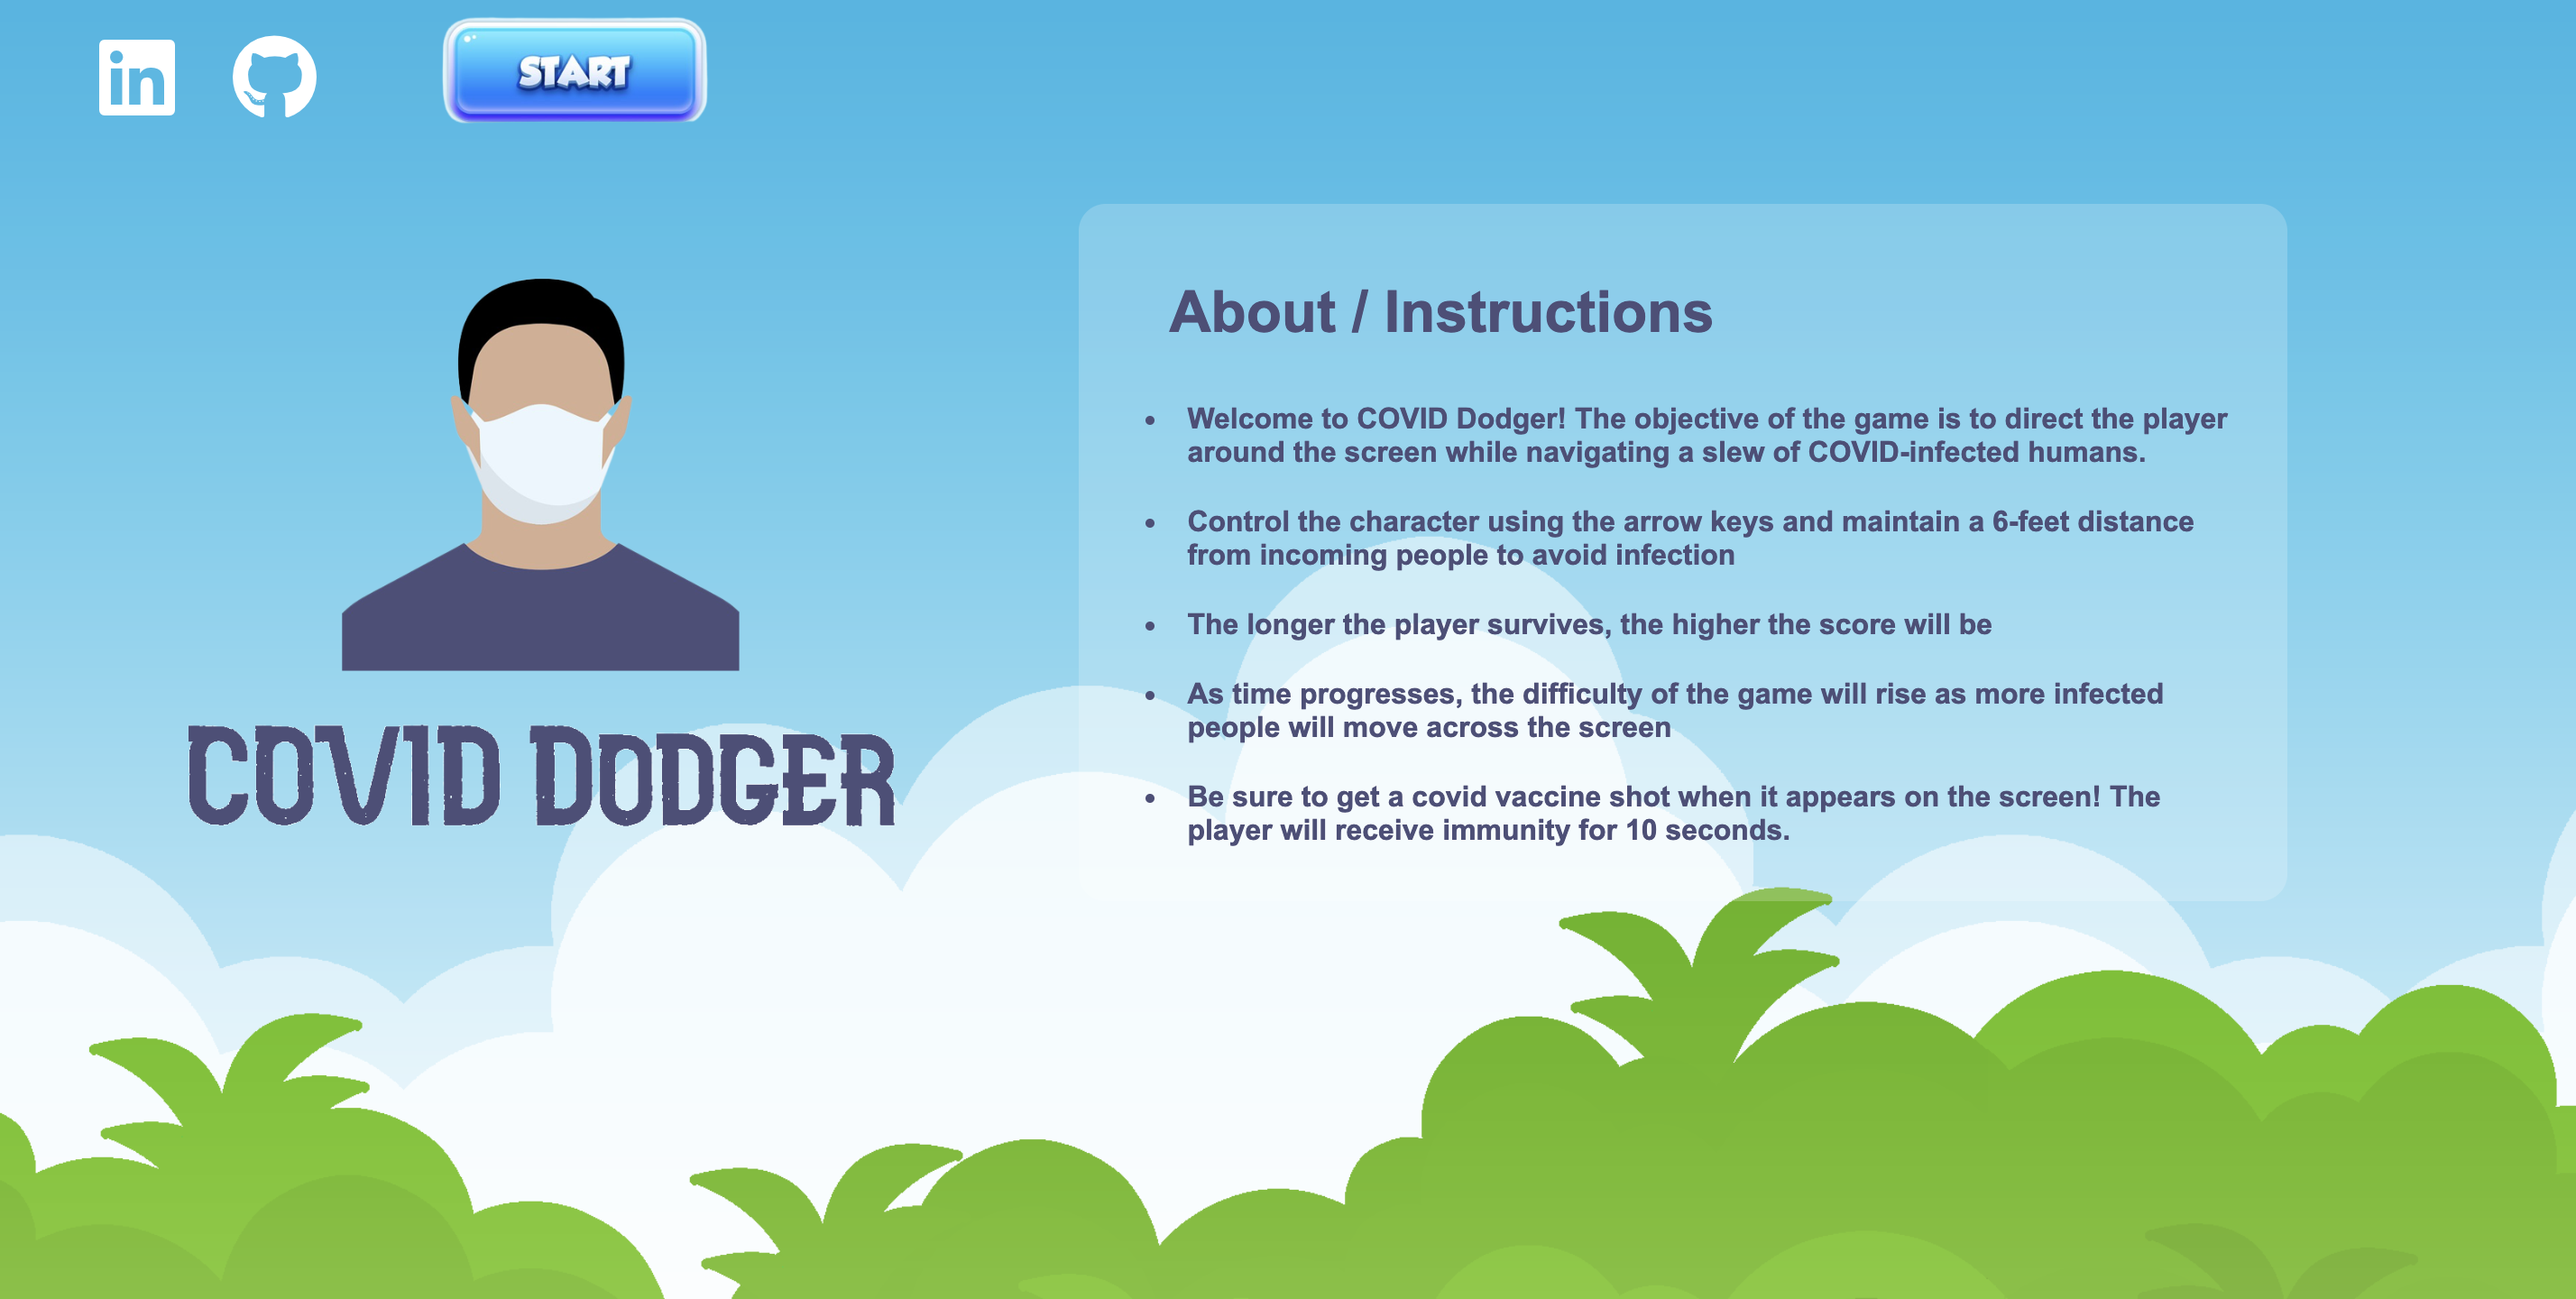 in
START
About / Instructions
• Welcome to COVID Dodger! The objective of the game is to direct the player
around the screen while navigating a slew of COVID-infected humans.
• Control the character using the arrow keys and maintain a 6-feet distance
from incoming people to avoid infection
• The longer the player survives, the higher the score will be
• As time progresses, the difficulty of the game will rise as more infected
people will move across the screen
• Be sure to get a covid vaccine shot when it appears on the screen! The
player will receive immunity for 10 seconds.
COVID DODGER